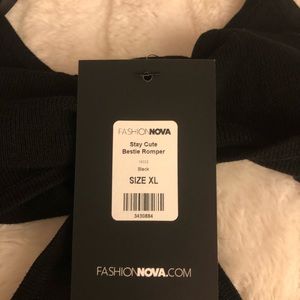 FASHIONNOVA
Stay Cute
Bestie Romper
Black
SIZE XL
3430884
FASHIONNOVA.COM